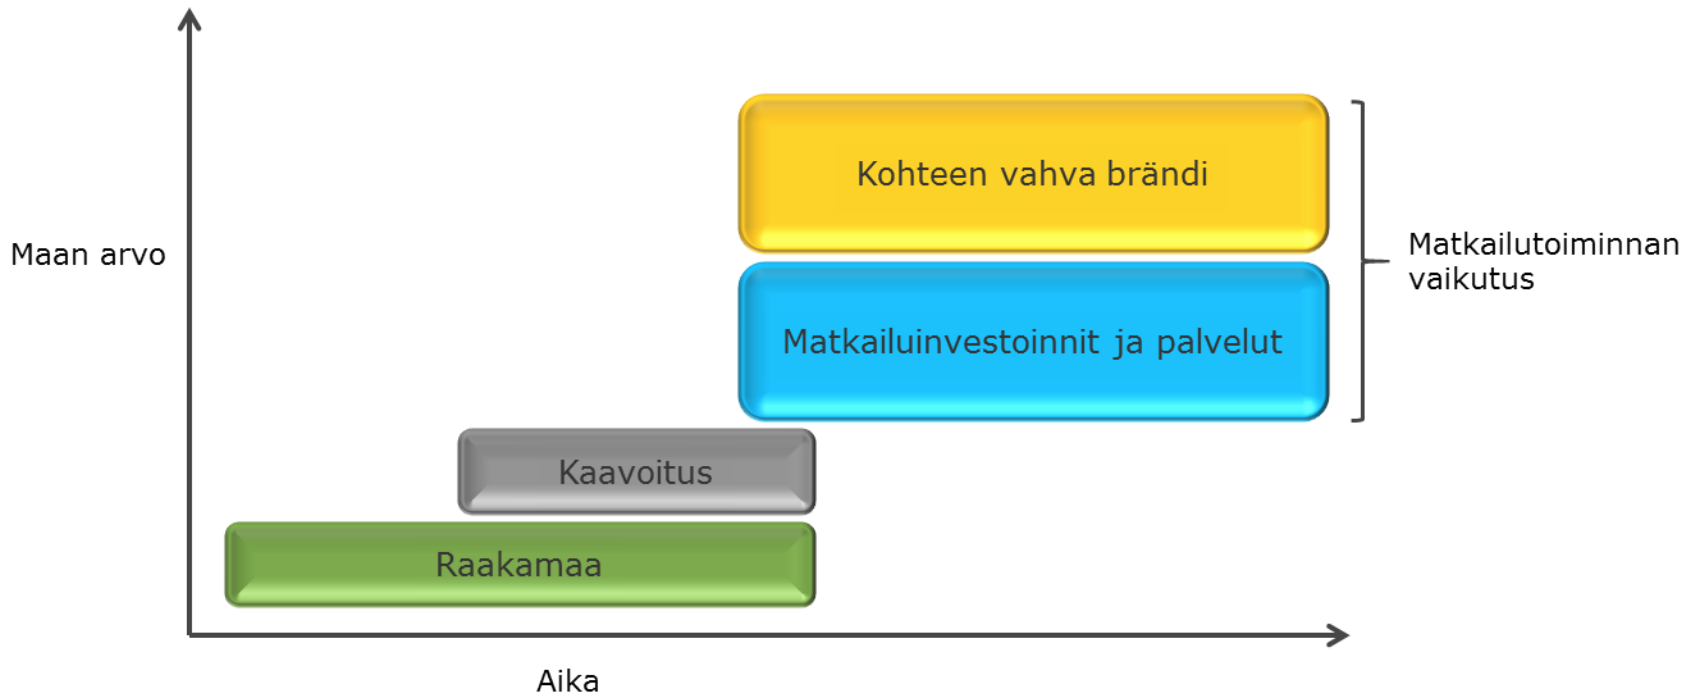 Kohteen vahva brändi
Maan arvo
Matkailutoiminnan
vaikutus
Matkailuinvestoinnit ja palvelut
Kaavoitus
Raakamaa
Aika